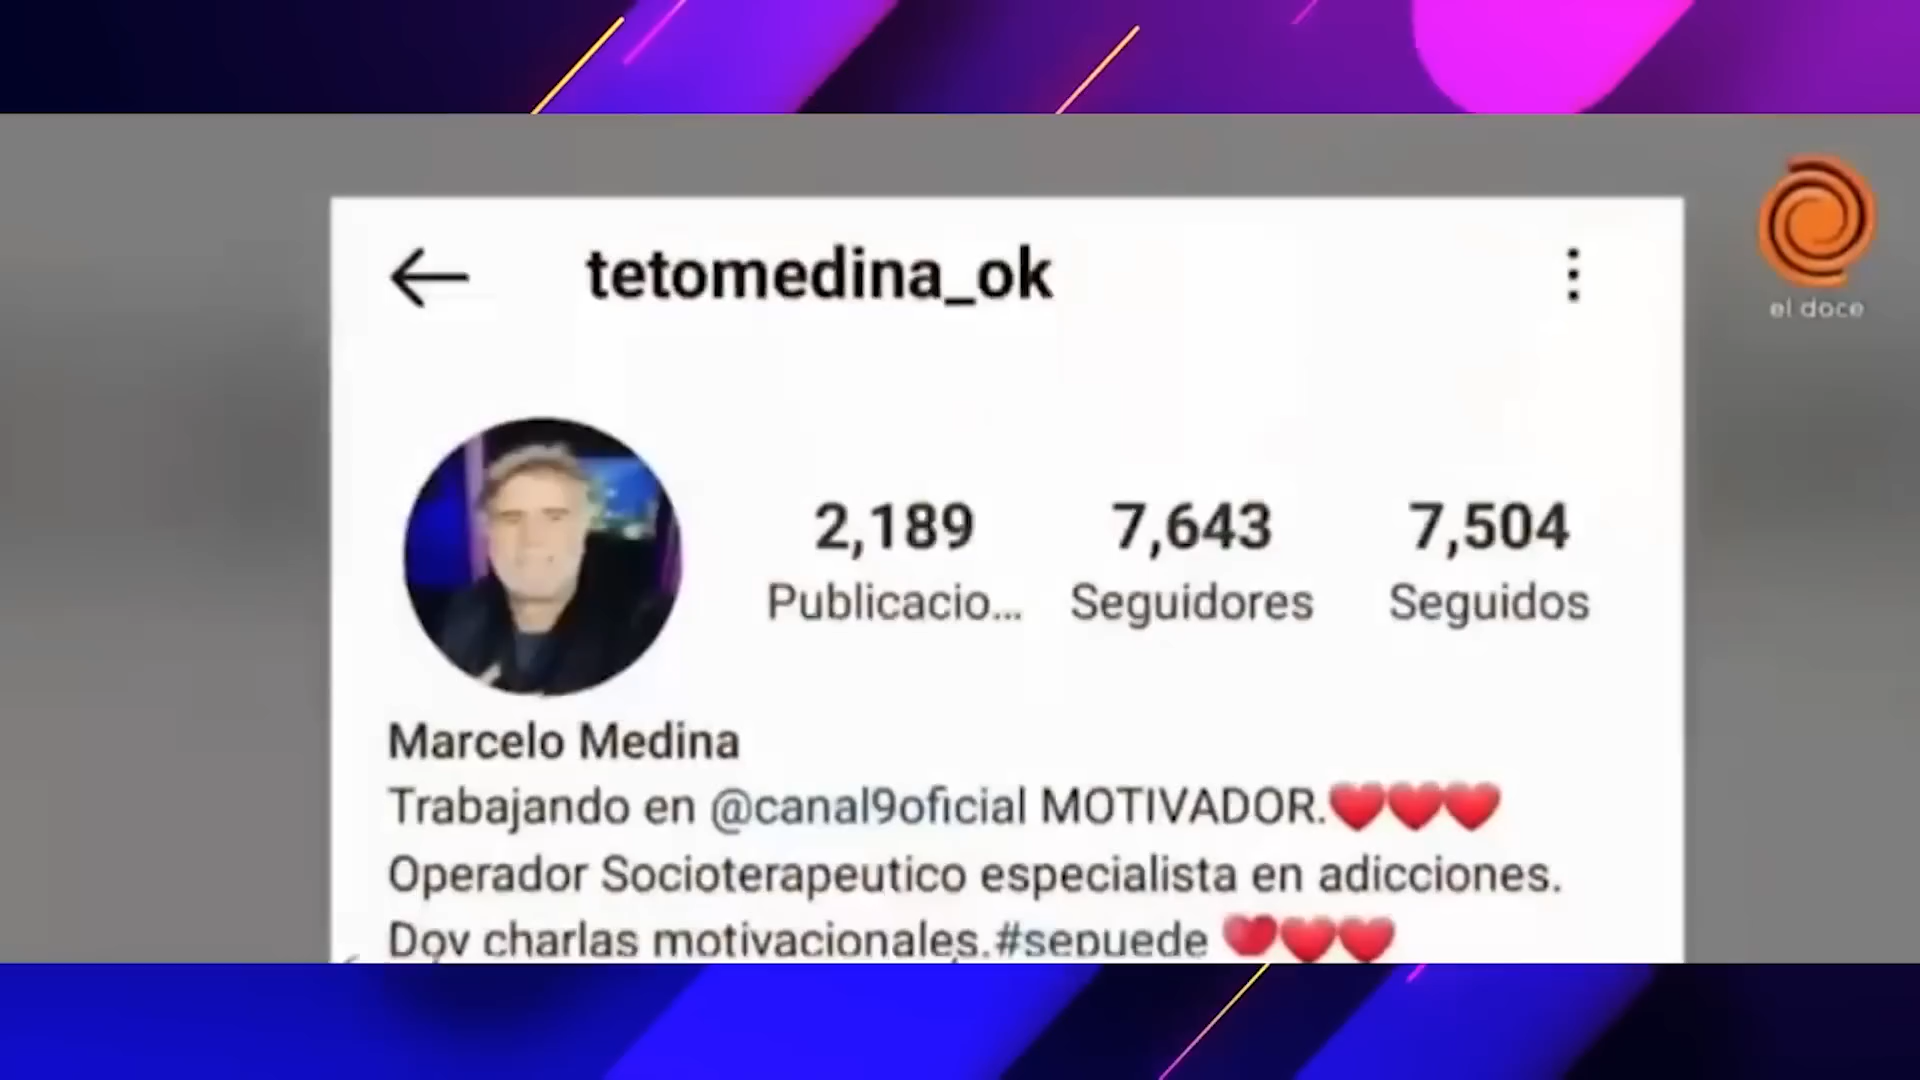 tetomedina_ok
el doce
2,189 7,643 7,504
Publicacio... Seguidores Seguidos
Marcelo Medina
Trabajando en @canal9oficial MOTIVADOR.❤️❤️❤️
Operador Socioterapeutico especialista en adicciones.
Doy charlas motivacionales.#sepuede ❤️❤️❤️